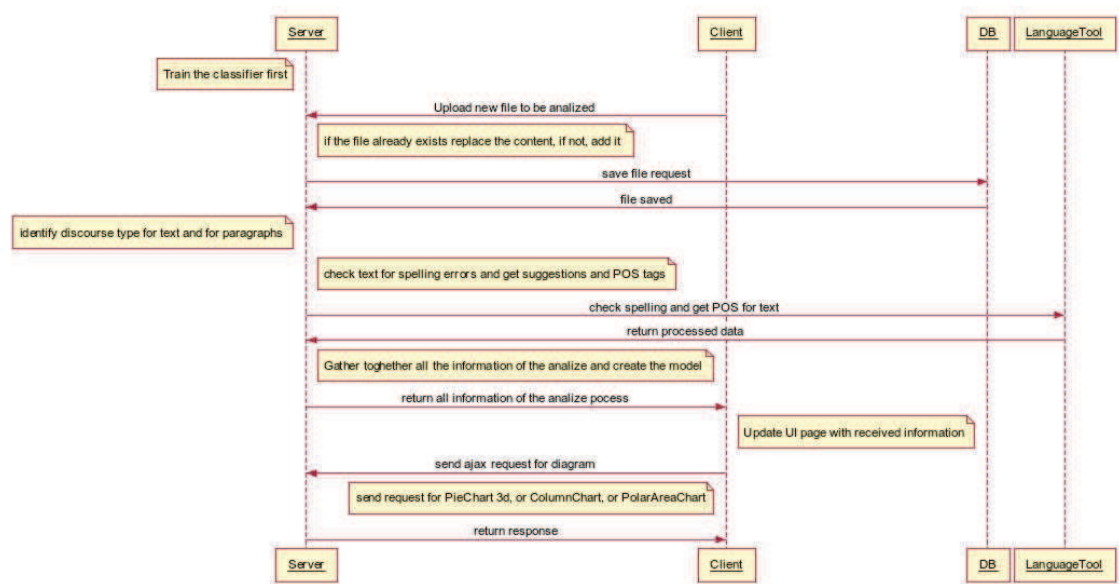 Server
Client
DB
LanguageTool
Train the classifier first
Upload new file to be analized
if the file already exists replace the content, if not, add it
save file request
file saved
identify discourse type for text and for paragraphs
check text for spelling errors and get suggestions and POS tags
check spelling and get POS for text
return processed data
Gather toghether all the information of the analize and create the model
return all information of the analize pocess
Update UI page with received information
send ajax request for diagram
send request for PieChart 3d, or ColumnChart, or PolarAreaChart
return response
Server
Client
DB
LanguageTool